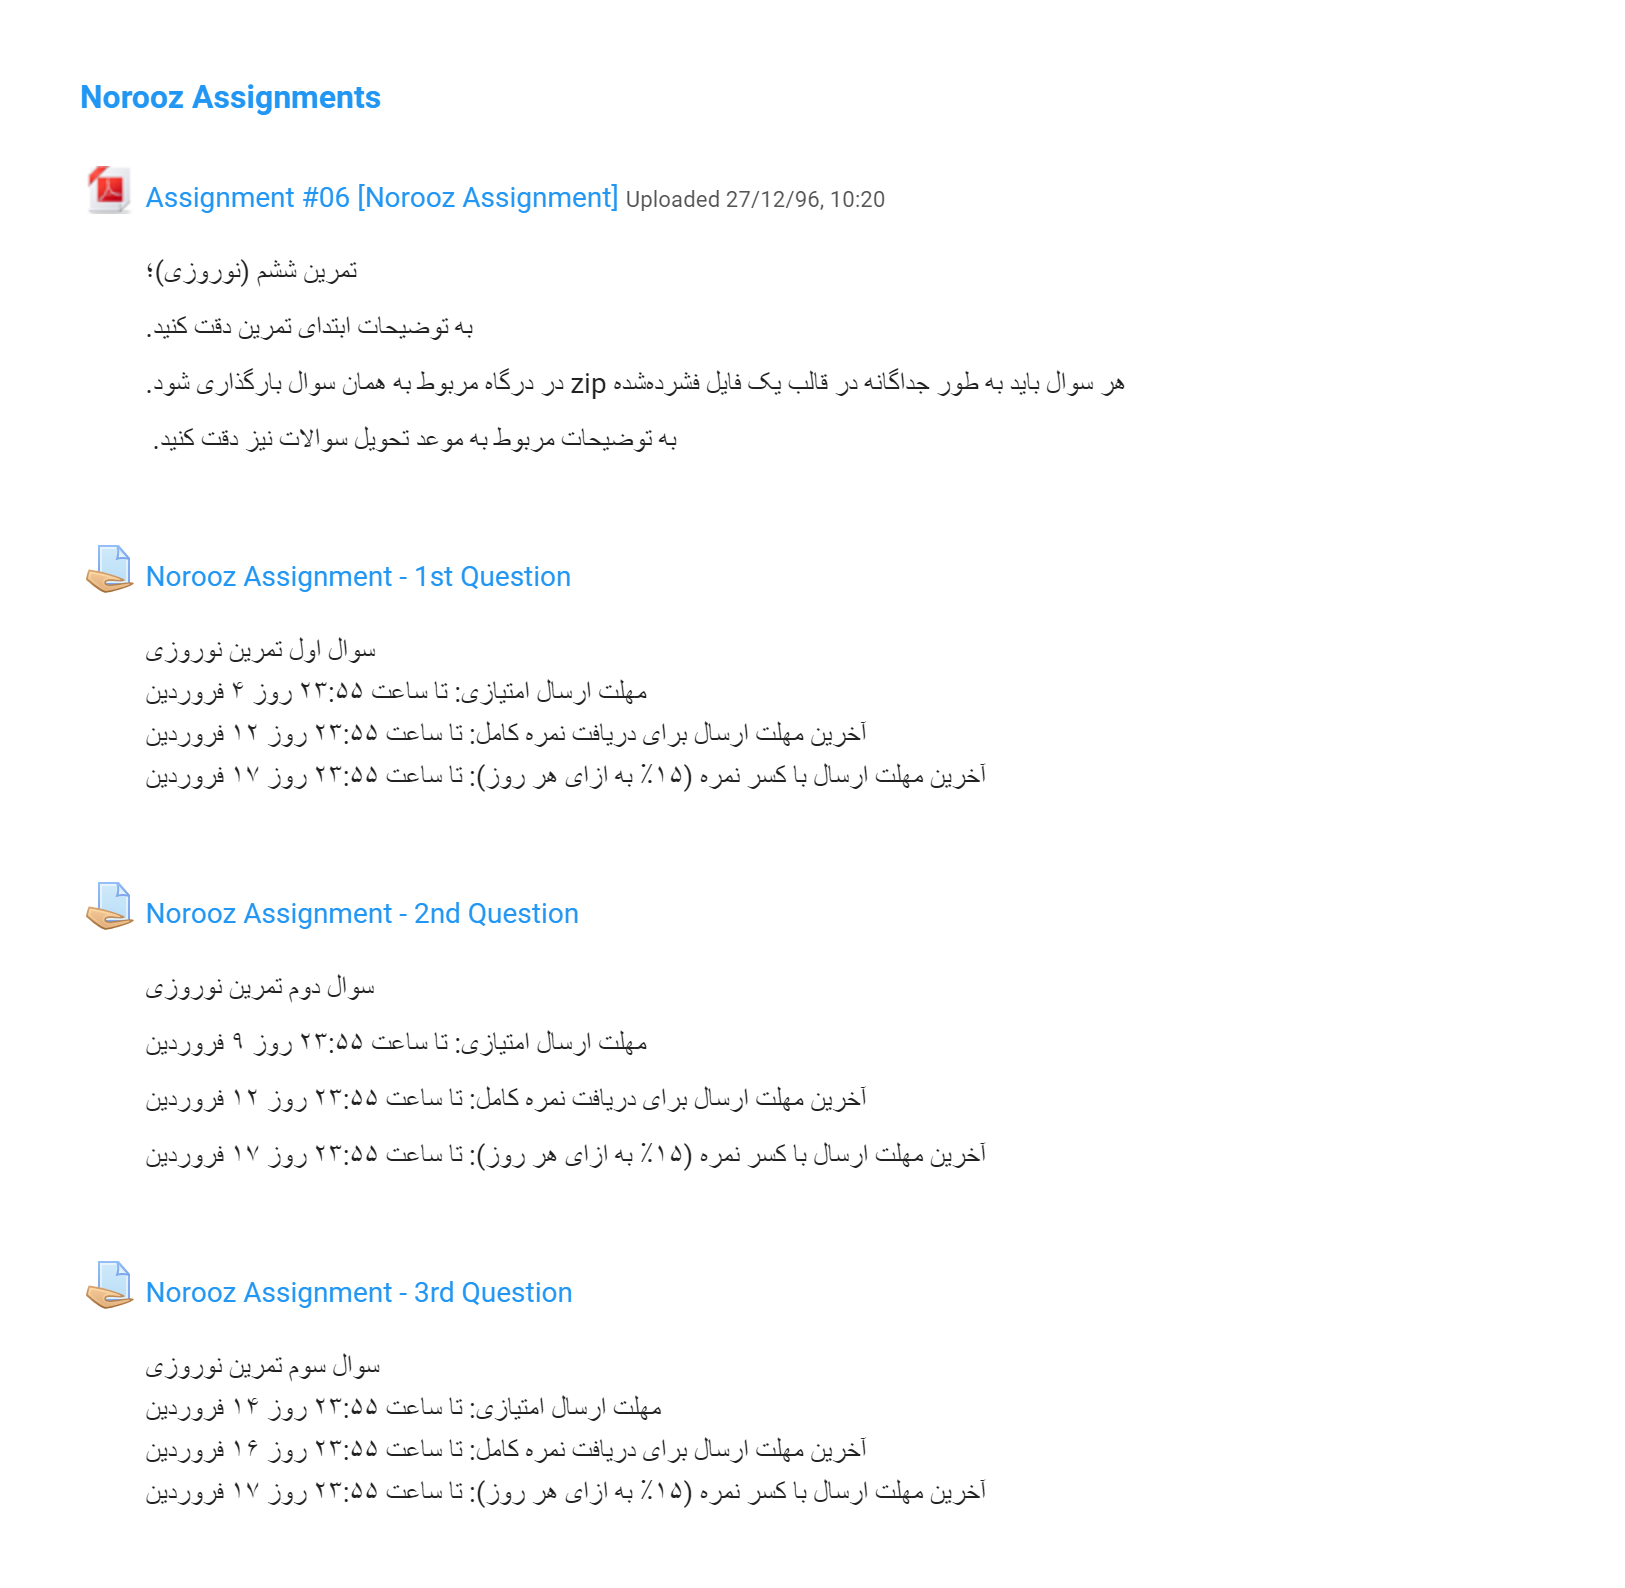 Norooz Assignments
Assignment #06 [Norooz Assignment] Uploaded 27/12/96, 10:20
تمرین ششم (نوروزی)؛
به توضیحات ابتدای تمرین دقت کنید.
هر سوال باید به طور جداگانه در قالب یک فایل فشرده‌شده zip در درگاه مربوط به همان سوال بارگذاری شود.
به توضیحات مربوط به موعد تحویل سوالات نیز دقت کنید.
Norooz Assignment - 1st Question
سوال اول تمرین نوروزی
مهلت ارسال امتیازی: تا ساعت ۲۳:۵۵ روز ۴ فروردین
آخرین مهلت ارسال برای دریافت نمره کامل: تا ساعت ۲۳:۵۵ روز ۱۲ فروردین
آخرین مهلت ارسال با کسر نمره (۱۵٪ به ازای هر روز): تا ساعت ۲۳:۵۵ روز ۱۷ فروردین
Norooz Assignment - 2nd Question
سوال دوم تمرین نوروزی
مهلت ارسال امتیازی: تا ساعت ۲۳:۵۵ روز ۹ فروردین
آخرین مهلت ارسال برای دریافت نمره کامل: تا ساعت ۲۳:۵۵ روز ۱۲ فروردین
آخرین مهلت ارسال با کسر نمره (۱۵٪ به ازای هر روز): تا ساعت ۲۳:۵۵ روز ۱۷ فروردین
Norooz Assignment - 3rd Question
سوال سوم تمرین نوروزی
مهلت ارسال امتیازی: تا ساعت ۲۳:۵۵ روز ۱۴ فروردین
آخرین مهلت ارسال برای دریافت نمره کامل: تا ساعت ۲۳:۵۵ روز ۱۶ فروردین
آخرین مهلت ارسال با کسر نمره (۱۵٪ به ازای هر روز): تا ساعت ۲۳:۵۵ روز ۱۷ فروردین